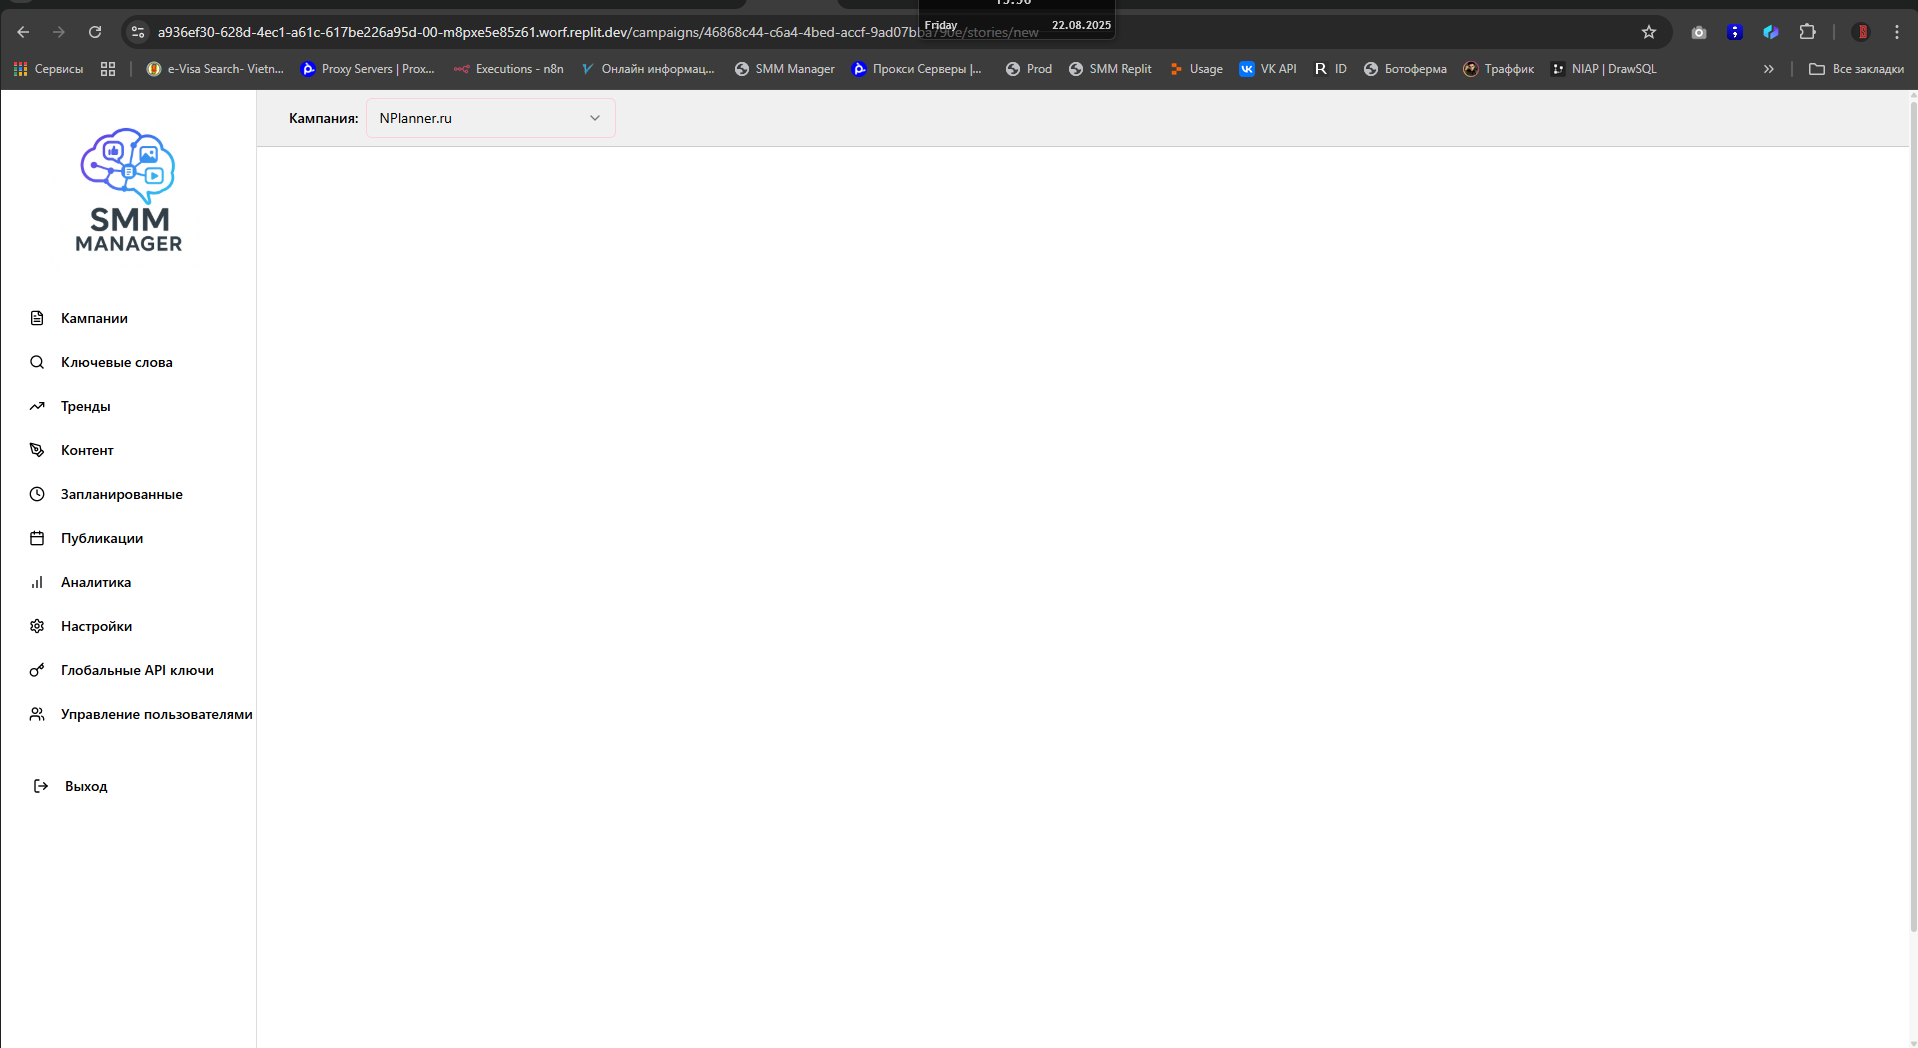 Friday 22.08.2025
a936ef30-628d-4ec1-a61c-617be226a95d-00-m8pxe5e85z61.worf.replit.dev/campaigns/46868c44-c6a4-4bed-accf-9ad07bba790e/stories/new
Сервисы e-Visa Search- Vietn... Proxy Servers | Prox... Executions - n8n Онлайн информац... SMM Manager Прокси Серверы |... Prod SMM Replit Usage VK API R ID Ботоферма Траффик NIAP | DrawSQL » Все закладки
Кампания: NPlanner.ru
SMM
MANAGER
Кампании
Ключевые слова
Тренды
Контент
Запланированные
Публикации
Аналитика
Настройки
Глобальные API ключи
Управление пользователями
Выход